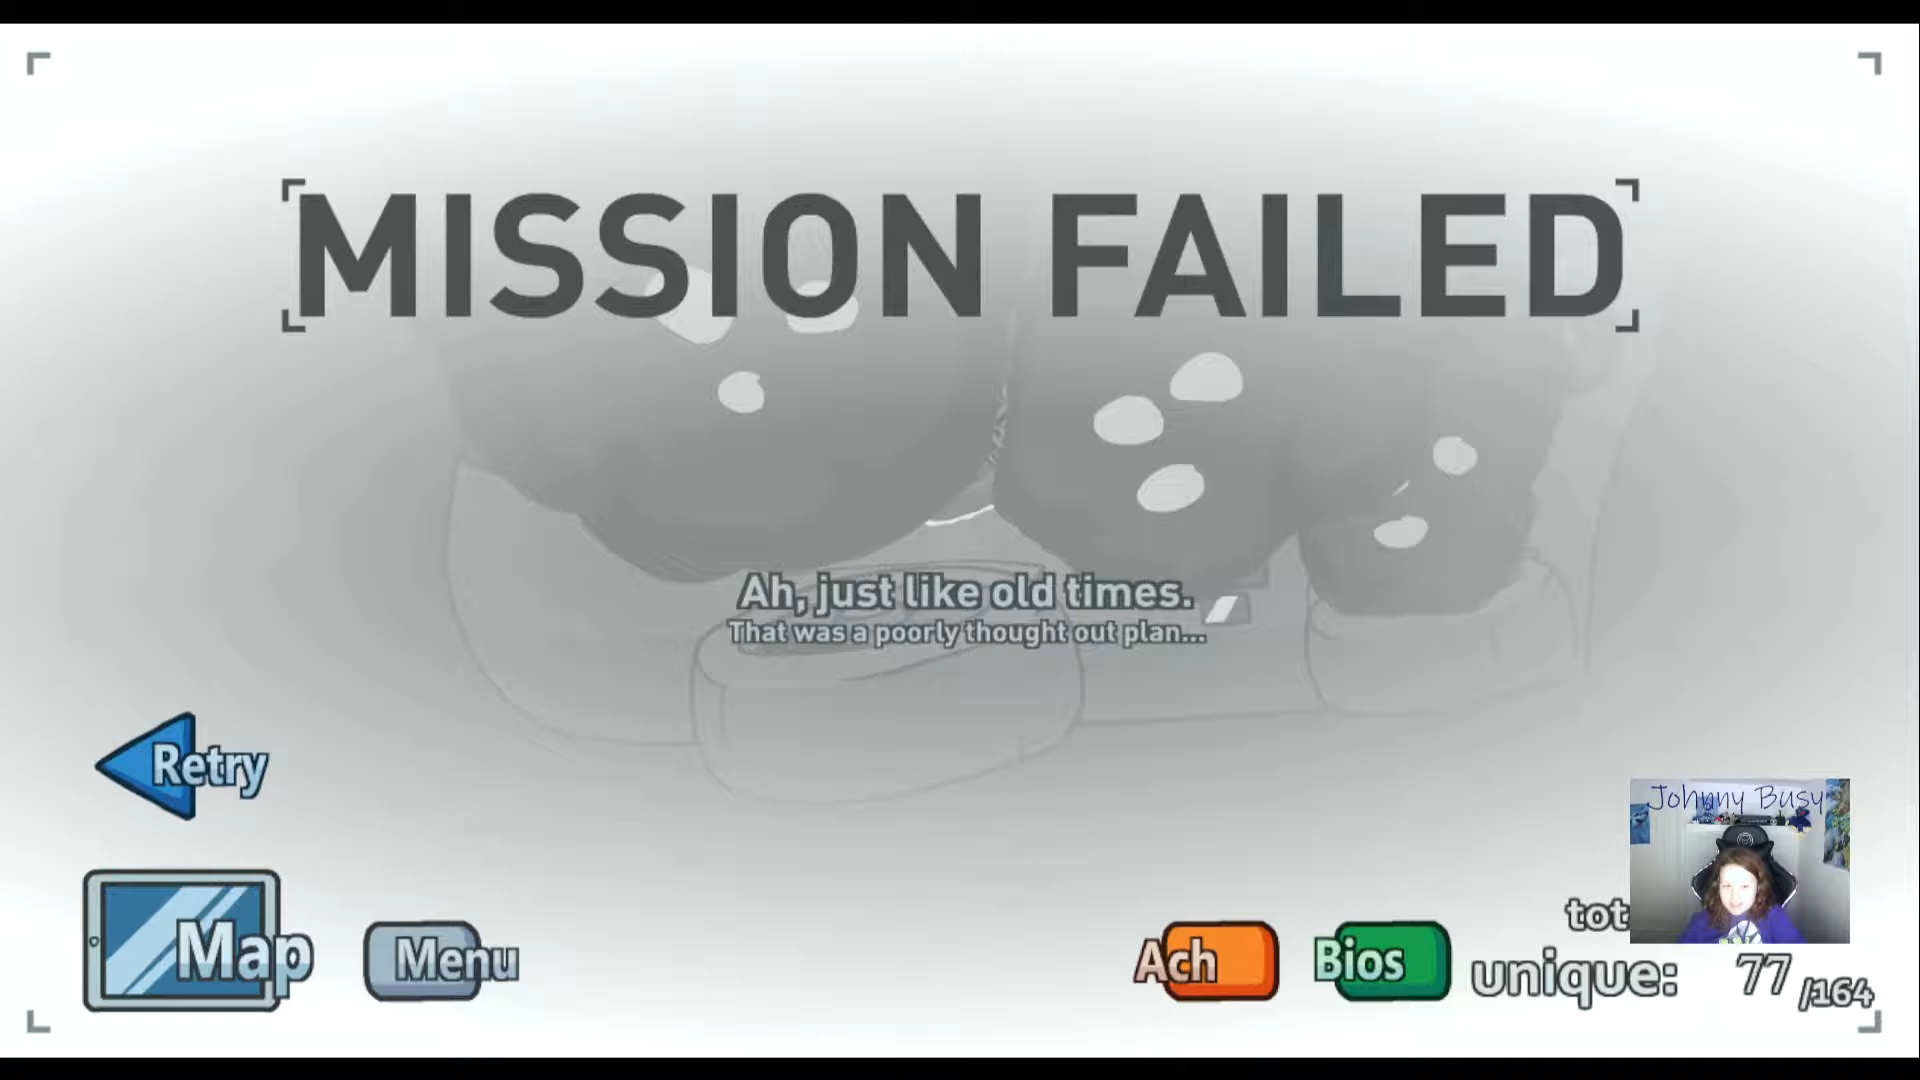 MISSION FAILED
Ah, just like old times.
That was a poorly thought out plan...
Retry
Johnny Busy
Map
Menu
Ach
Bios
tot
unique: 77 /164